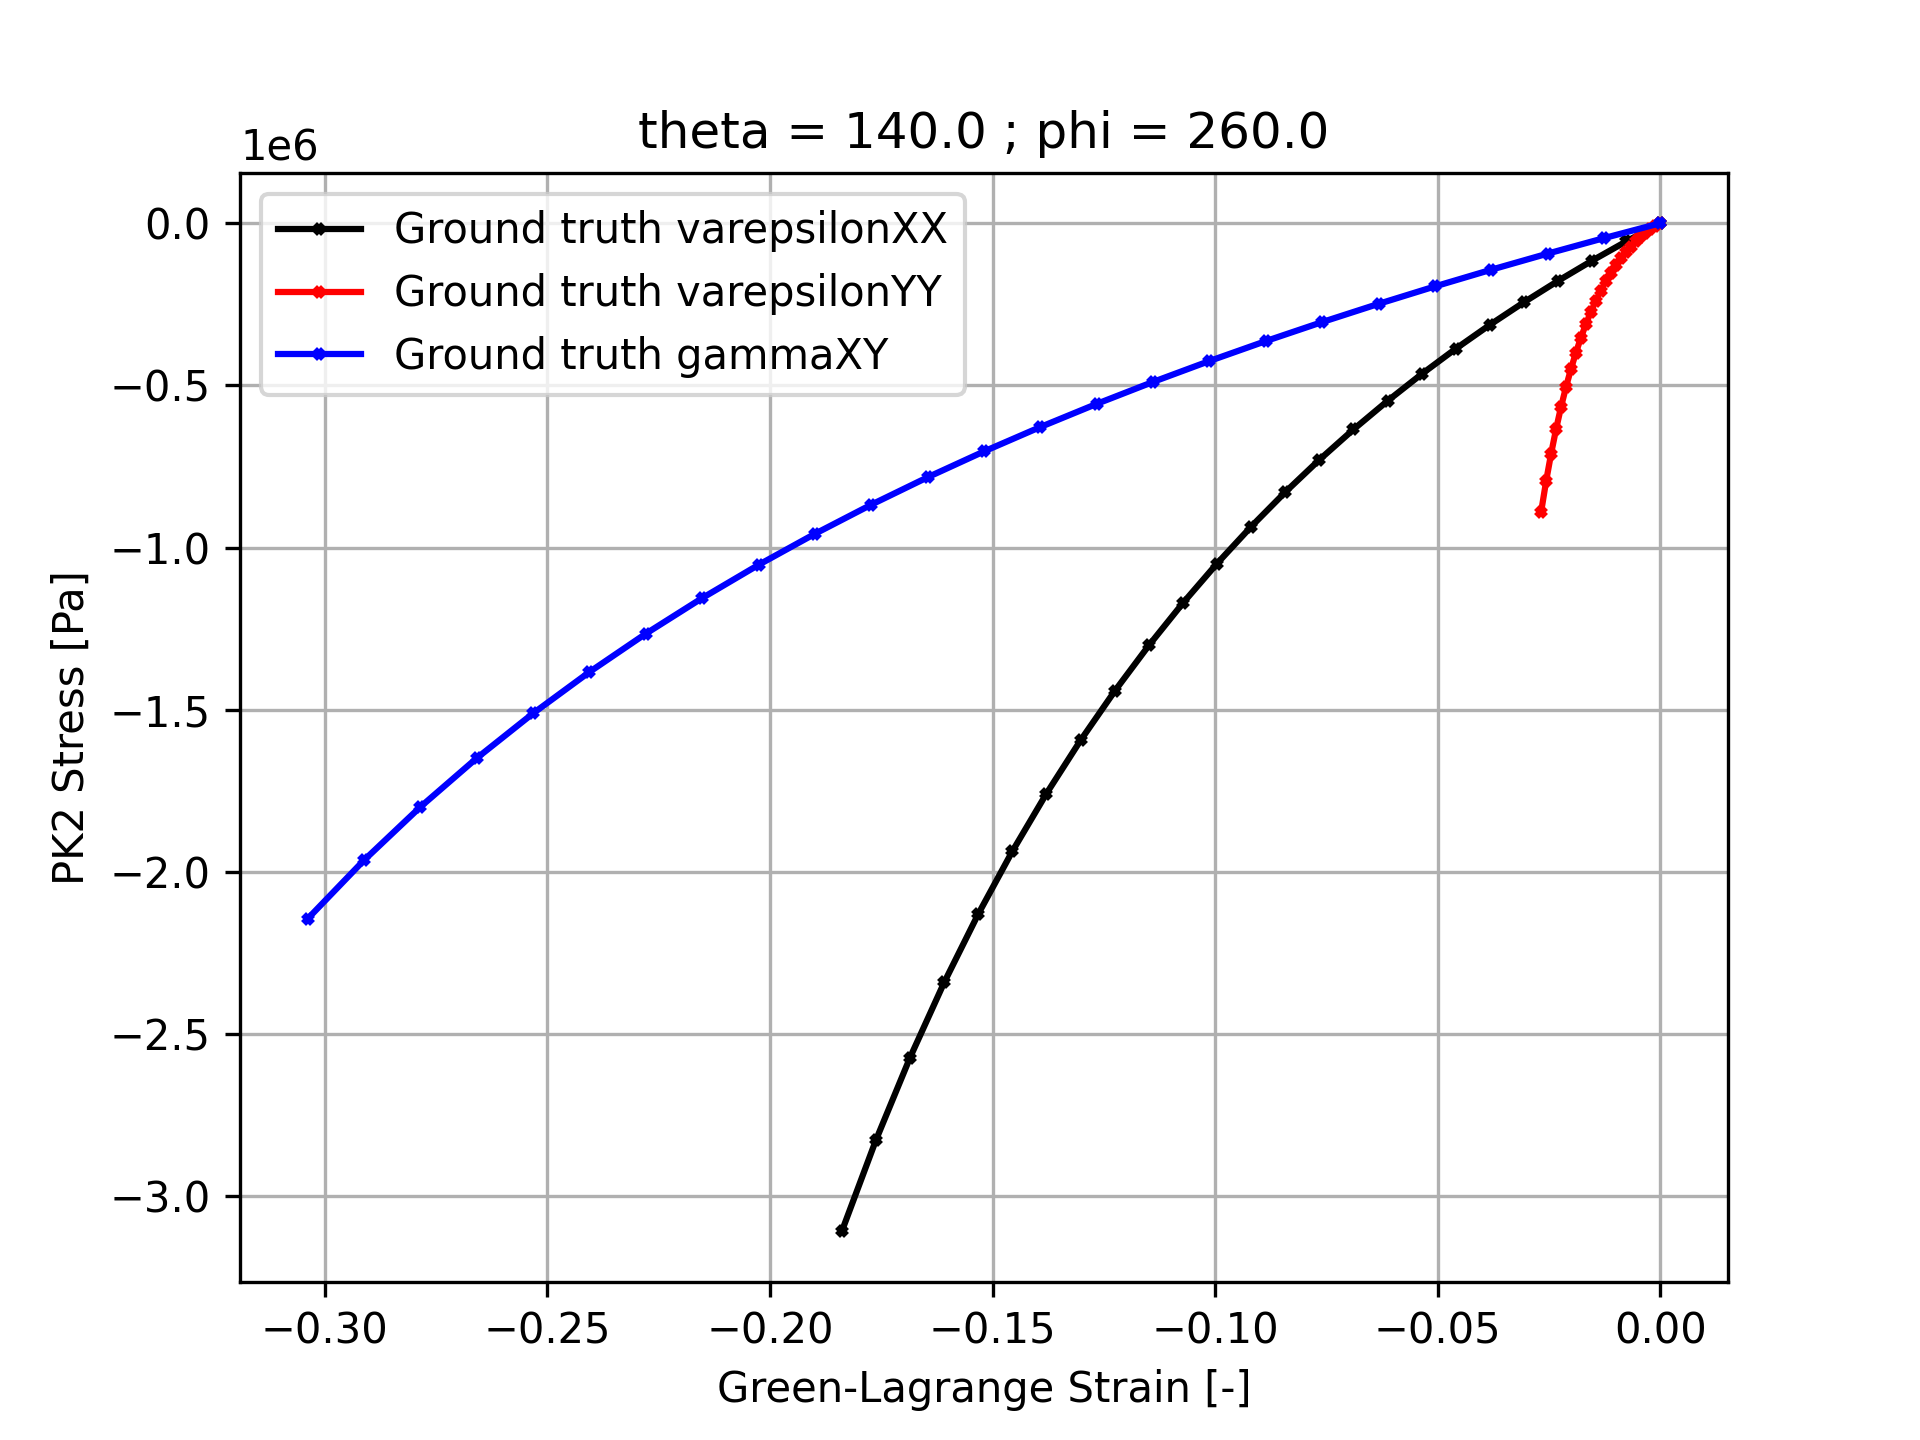 theta = 140.0 ; phi = 260.0
1e6
Ground truth varepsilonXX
Ground truth varepsilonYY
Ground truth gammaXY
0.0
−0.5
−1.0
−1.5
−2.0
−2.5
−3.0
PK2 Stress [Pa]
−0.30 −0.25 −0.20 −0.15 −0.10 −0.05 0.00
Green-Lagrange Strain [-]